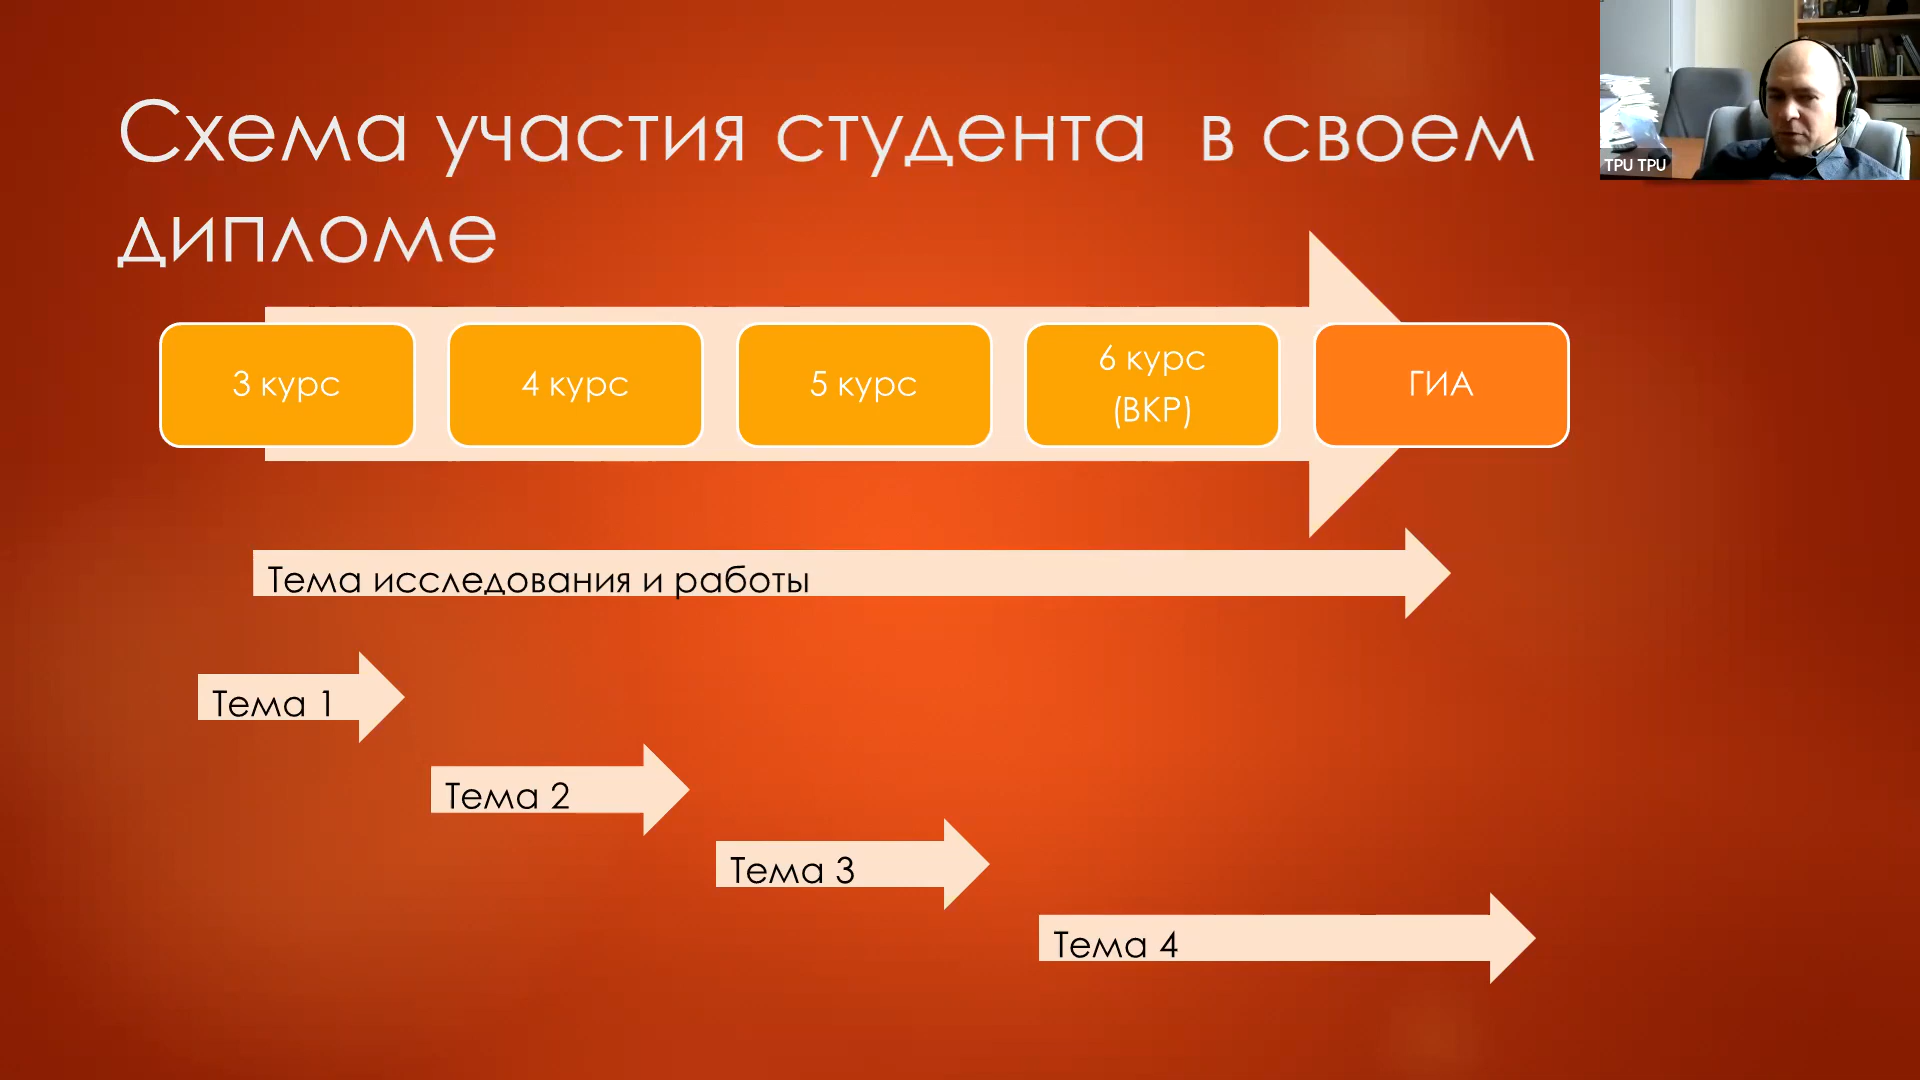 Схема участия студента в своем
дипломе
TPU TPU
3 курс
4 курс
5 курс
6 курс
(ВКР)
ГИА
Тема исследования и работы
Тема 1
Тема 2
Тема 3
Тема 4